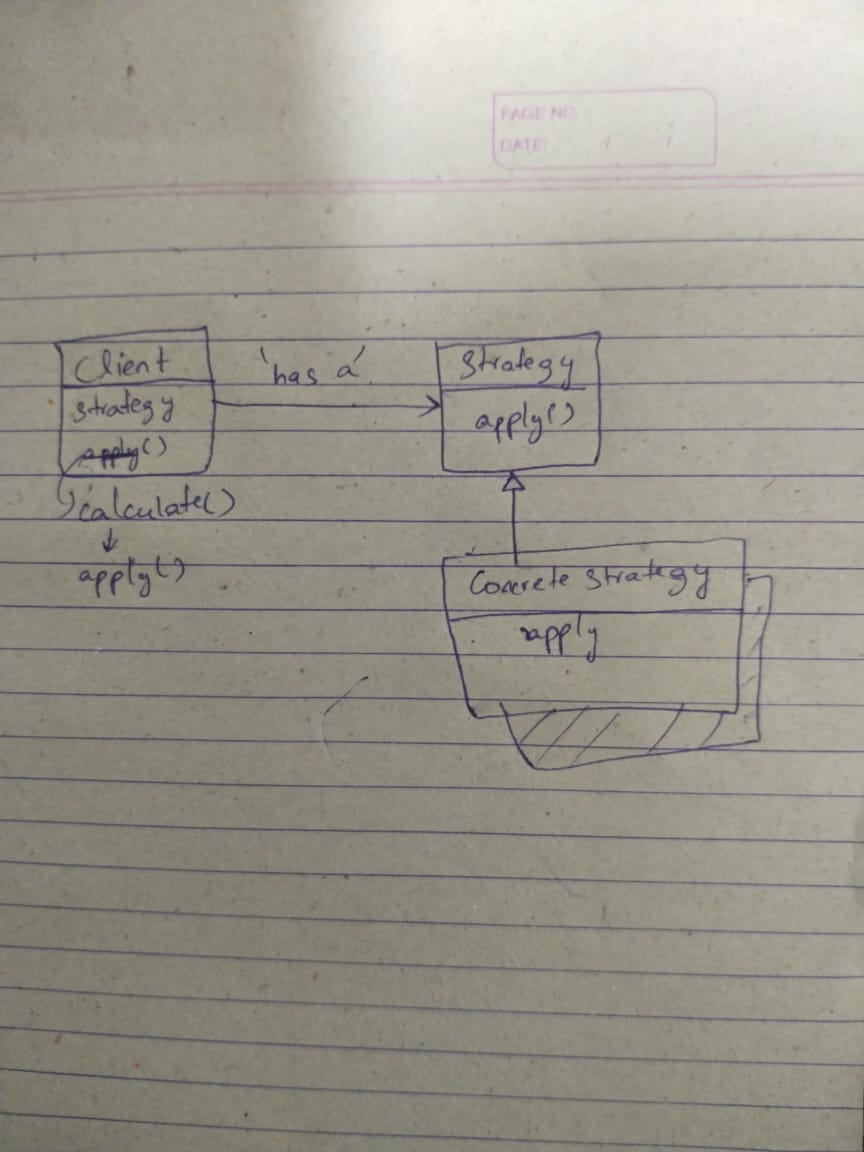 PAGE NO.
DATE: / /
Client
strategy
apply()
calculate()
↓
apply()
'has a'
Strategy
apply()
Concrete Strategy
apply